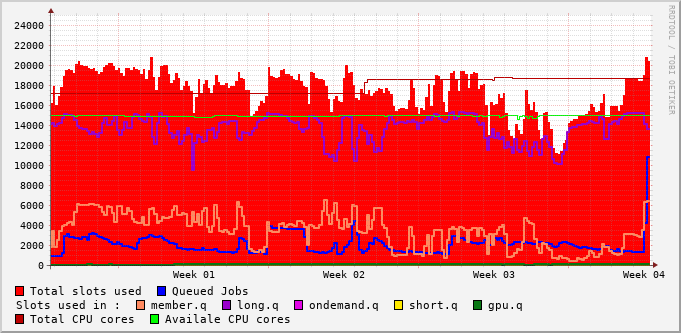 RRDTOOL / TOBI OETIKER
24000
22000
20000
18000
16000
14000
12000
10000
8000
6000
4000
2000
0
Week 01 Week 02 Week 03 Week 04
Total slots used Queued Jobs
Slots used in : member.q long.q ondemand.q short.q gpu.q
Total CPU cores Availale CPU cores